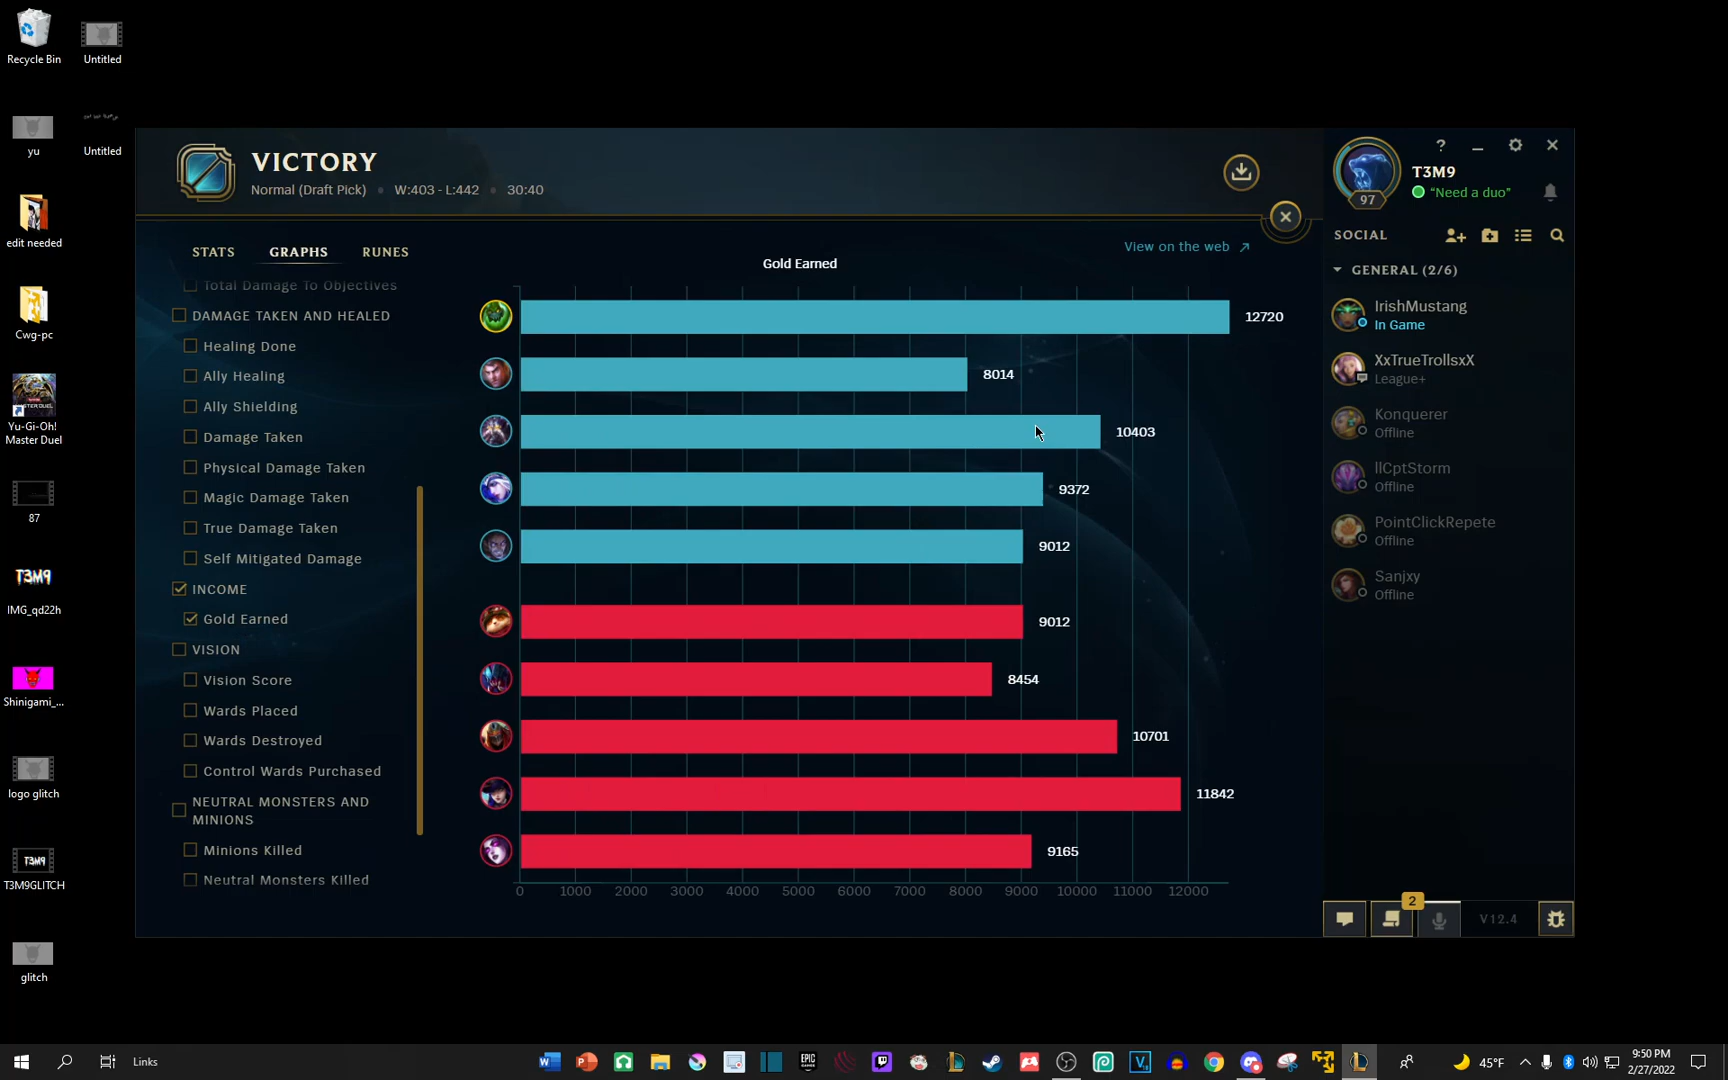 Recycle Bin
Untitled
yu
Untitled
edit needed
Cwg-pc
Yu-Gi-Oh!
Master Duel
87
T3M9
IMG_qd22h
Shinigami_...
logo glitch
T3M9
T3M9GLITCH
glitch
VICTORY
Normal (Draft Pick) • W:403 - L:442 • 30:40
STATS GRAPHS RUNES
View on the web
Total Damage To Objectives
DAMAGE TAKEN AND HEALED
Healing Done
Ally Healing
Ally Shielding
Damage Taken
Physical Damage Taken
Magic Damage Taken
True Damage Taken
Self Mitigated Damage
INCOME
Gold Earned
VISION
Vision Score
Wards Placed
Wards Destroyed
Control Wards Purchased
NEUTRAL MONSTERS AND
MINIONS
Minions Killed
Neutral Monsters Killed
Gold Earned
12720
8014
10403
9372
9012
9012
8454
10701
11842
9165
0 1000 2000 3000 4000 5000 6000 7000 8000 9000 10000 11000 12000
?
T3M9
"Need a duo"
97
SOCIAL
GENERAL (2/6)
IrishMustang
In Game
XxTrueTrollsxX
League+
Konquerer
Offline
llCptStorm
Offline
PointClickRepete
Offline
Sanjxy
Offline
2
V12.4
Links
EPIC
GAMES
45°F
9:50 PM
2/27/2022